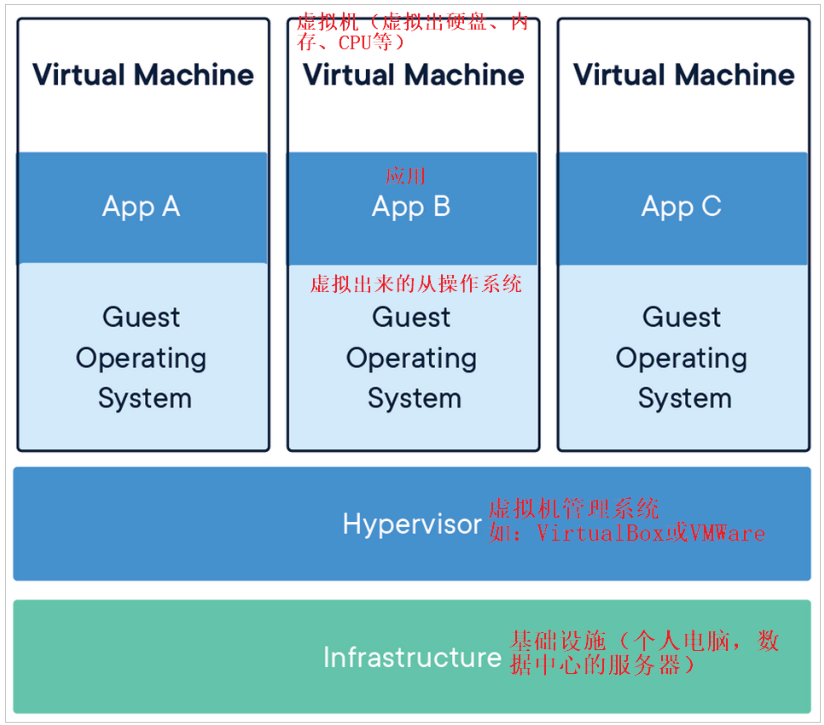 虚拟机（虚拟出硬盘、内
存、CPU等）
Virtual Machine
Virtual Machine
Virtual Machine
应用
App A
App B
App C
虚拟出来的从操作系统
Guest
Operating
System
Guest
Operating
System
Guest
Operating
System
Hypervisor
虚拟机管理系统
如：VirtualBox或VMWare
Infrastructure
基础设施（个人电脑，数
据中心的服务器）